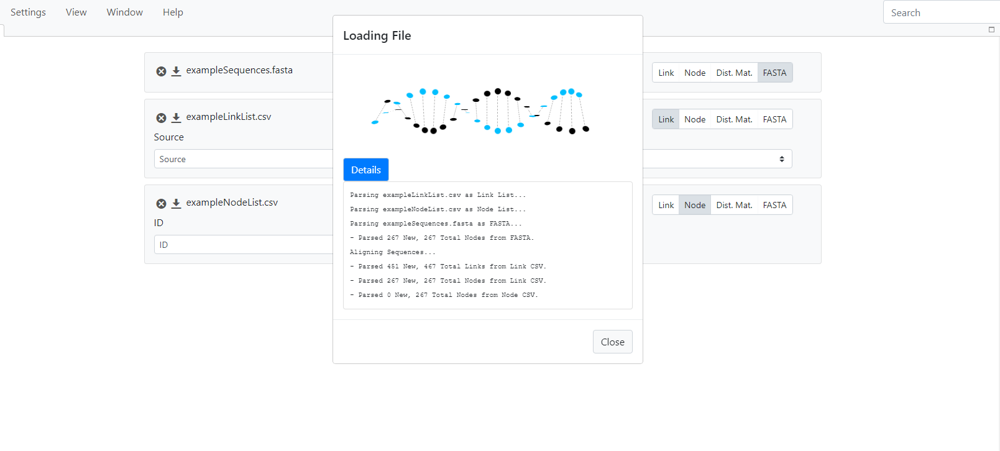 Settings View Window Help Search
Loading File
exampleSequences.fasta
Link Node Dist. Mat. FASTA
exampleLinkList.csv
Link Node Dist. Mat. FASTA
Source
Source
exampleNodeList.csv
Link Node Dist. Mat. FASTA
ID
ID
Details
Parsing exampleLinkList.csv as Link List...
Parsing exampleNodeList.csv as Node List...
Parsing exampleSequences.fasta as FASTA...
- Parsed 267 New, 267 Total Nodes from FASTA.
Aligning Sequences...
- Parsed 451 New, 467 Total Links from Link CSV.
- Parsed 267 New, 267 Total Nodes from Link CSV.
- Parsed 0 New, 267 Total Nodes from Node CSV.
Close